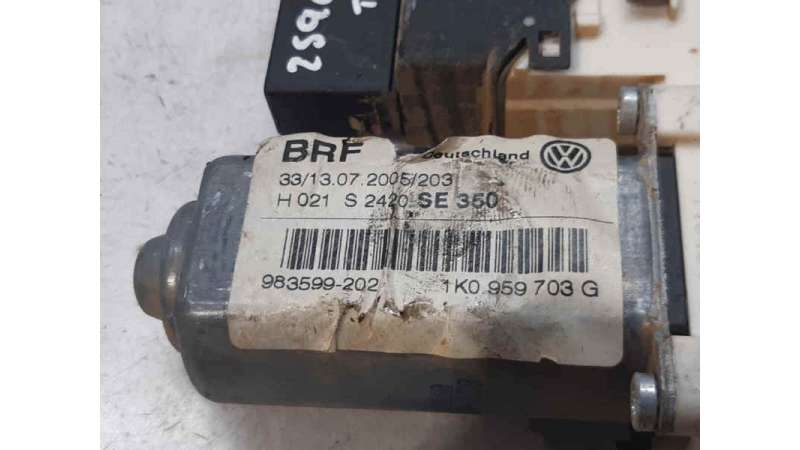 BRF Deutschland
33/13.07.2005/203
H 021 S 2420 SE 350
983599-202 1K0 959 703 G